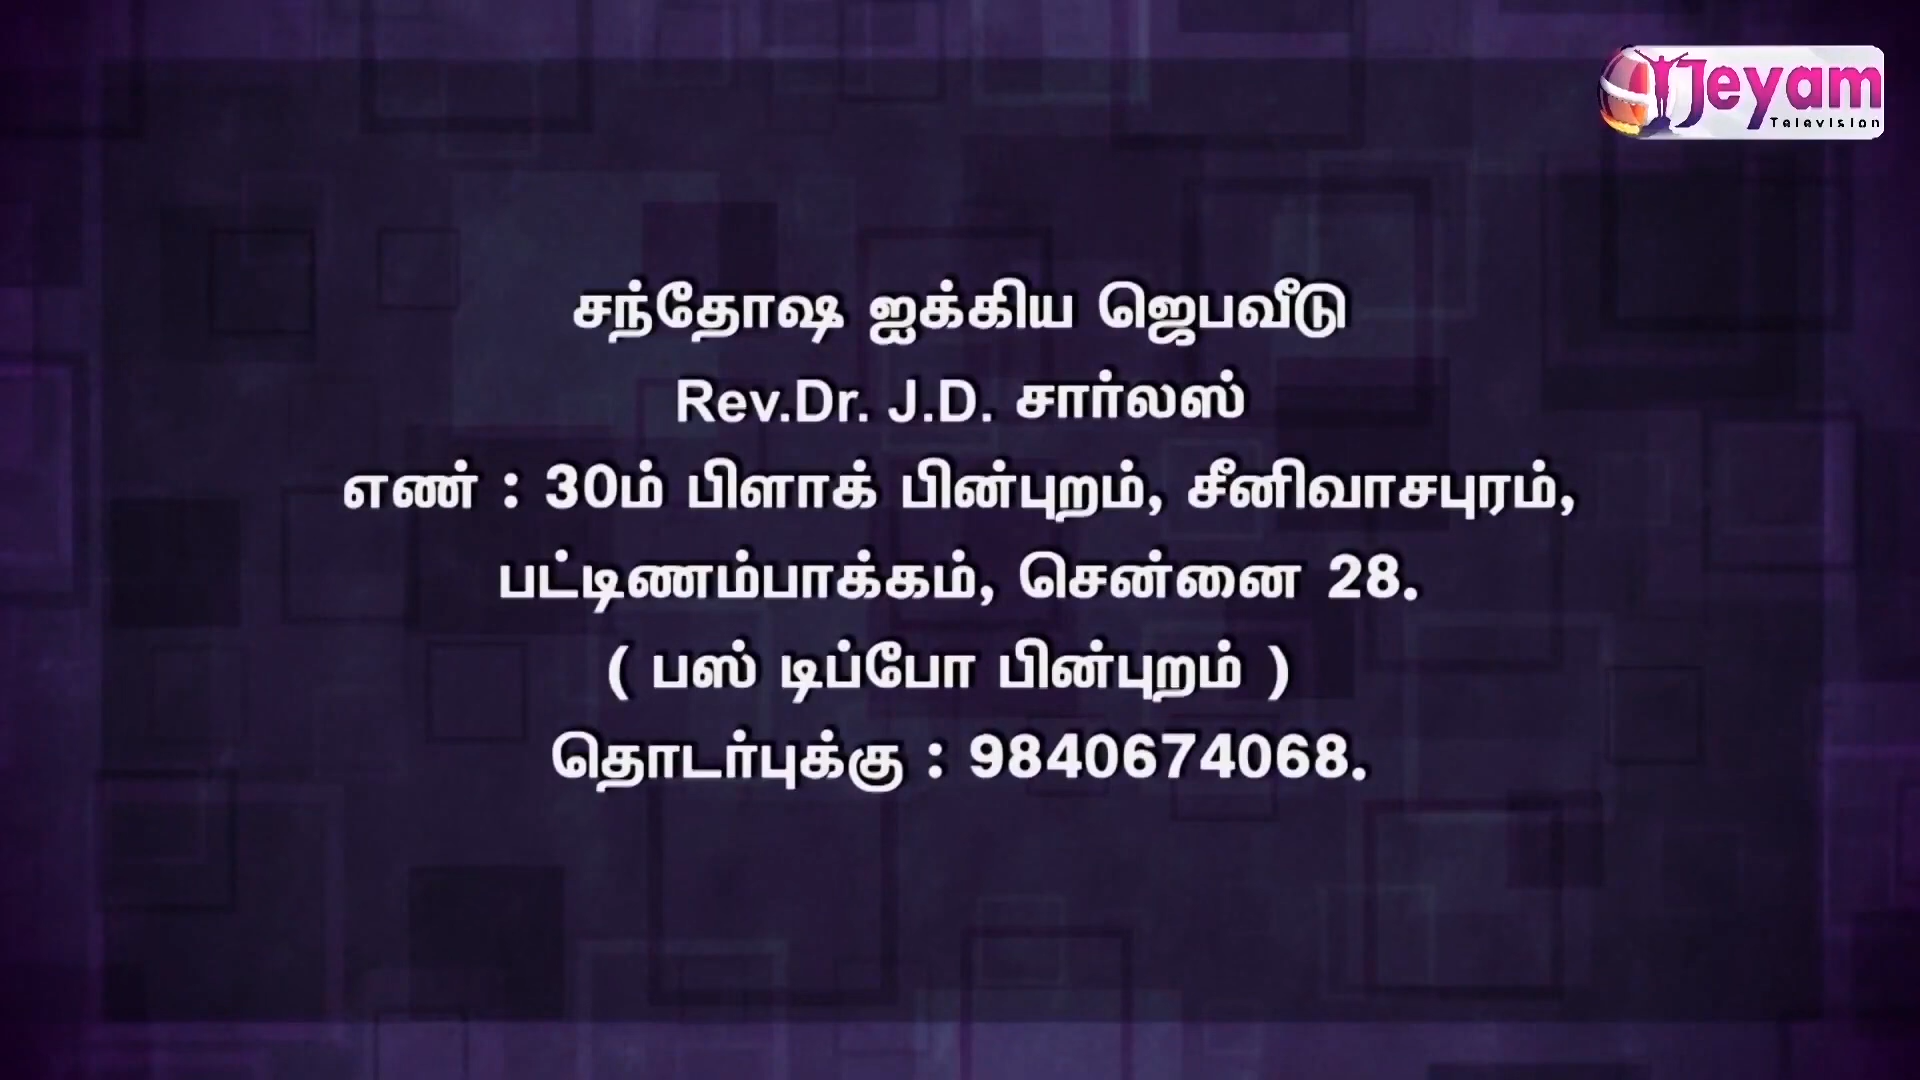 Jeyam
Television
சந்தோஷ ஐக்கிய ஜெபவீடு
Rev.Dr. J.D. சார்லஸ்
எண் : 30ம் பிளாக் பின்புறம், சீனிவாசபுரம்,
பட்டிணம்பாக்கம், சென்னை 28.
( பஸ் டிப்போ பின்புறம் )
தொடர்புக்கு : 9840674068.